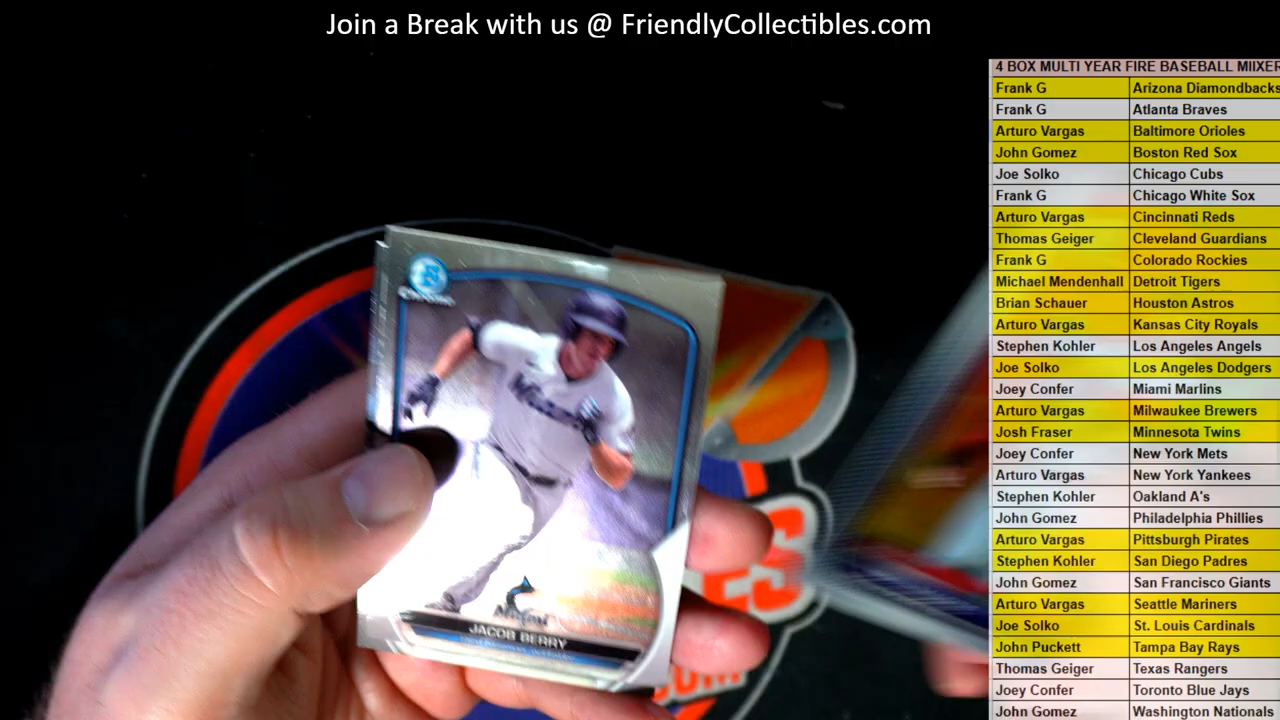 Join a Break with us @ FriendlyCollectibles.com
4 BOX MULTI YEAR FIRE BASEBALL MIIXER
Frank G Arizona Diamondbacks
Frank G Atlanta Braves
Arturo Vargas Baltimore Orioles
John Gomez Boston Red Sox
Joe Solko Chicago Cubs
Frank G Chicago White Sox
Arturo Vargas Cincinnati Reds
Thomas Geiger Cleveland Guardians
Frank G Colorado Rockies
Michael Mendenhall Detroit Tigers
Brian Schauer Houston Astros
Arturo Vargas Kansas City Royals
Stephen Kohler Los Angeles Angels
Joe Solko Los Angeles Dodgers
Joey Confer Miami Marlins
Arturo Vargas Milwaukee Brewers
Josh Fraser Minnesota Twins
Joey Confer New York Mets
Arturo Vargas New York Yankees
Stephen Kohler Oakland A's
John Gomez Philadelphia Phillies
Arturo Vargas Pittsburgh Pirates
Stephen Kohler San Diego Padres
John Gomez San Francisco Giants
Arturo Vargas Seattle Mariners
Joe Solko St. Louis Cardinals
John Puckett Tampa Bay Rays
Thomas Geiger Texas Rangers
Joey Confer Toronto Blue Jays
John Gomez Washington Nationals
JACOB BERRY